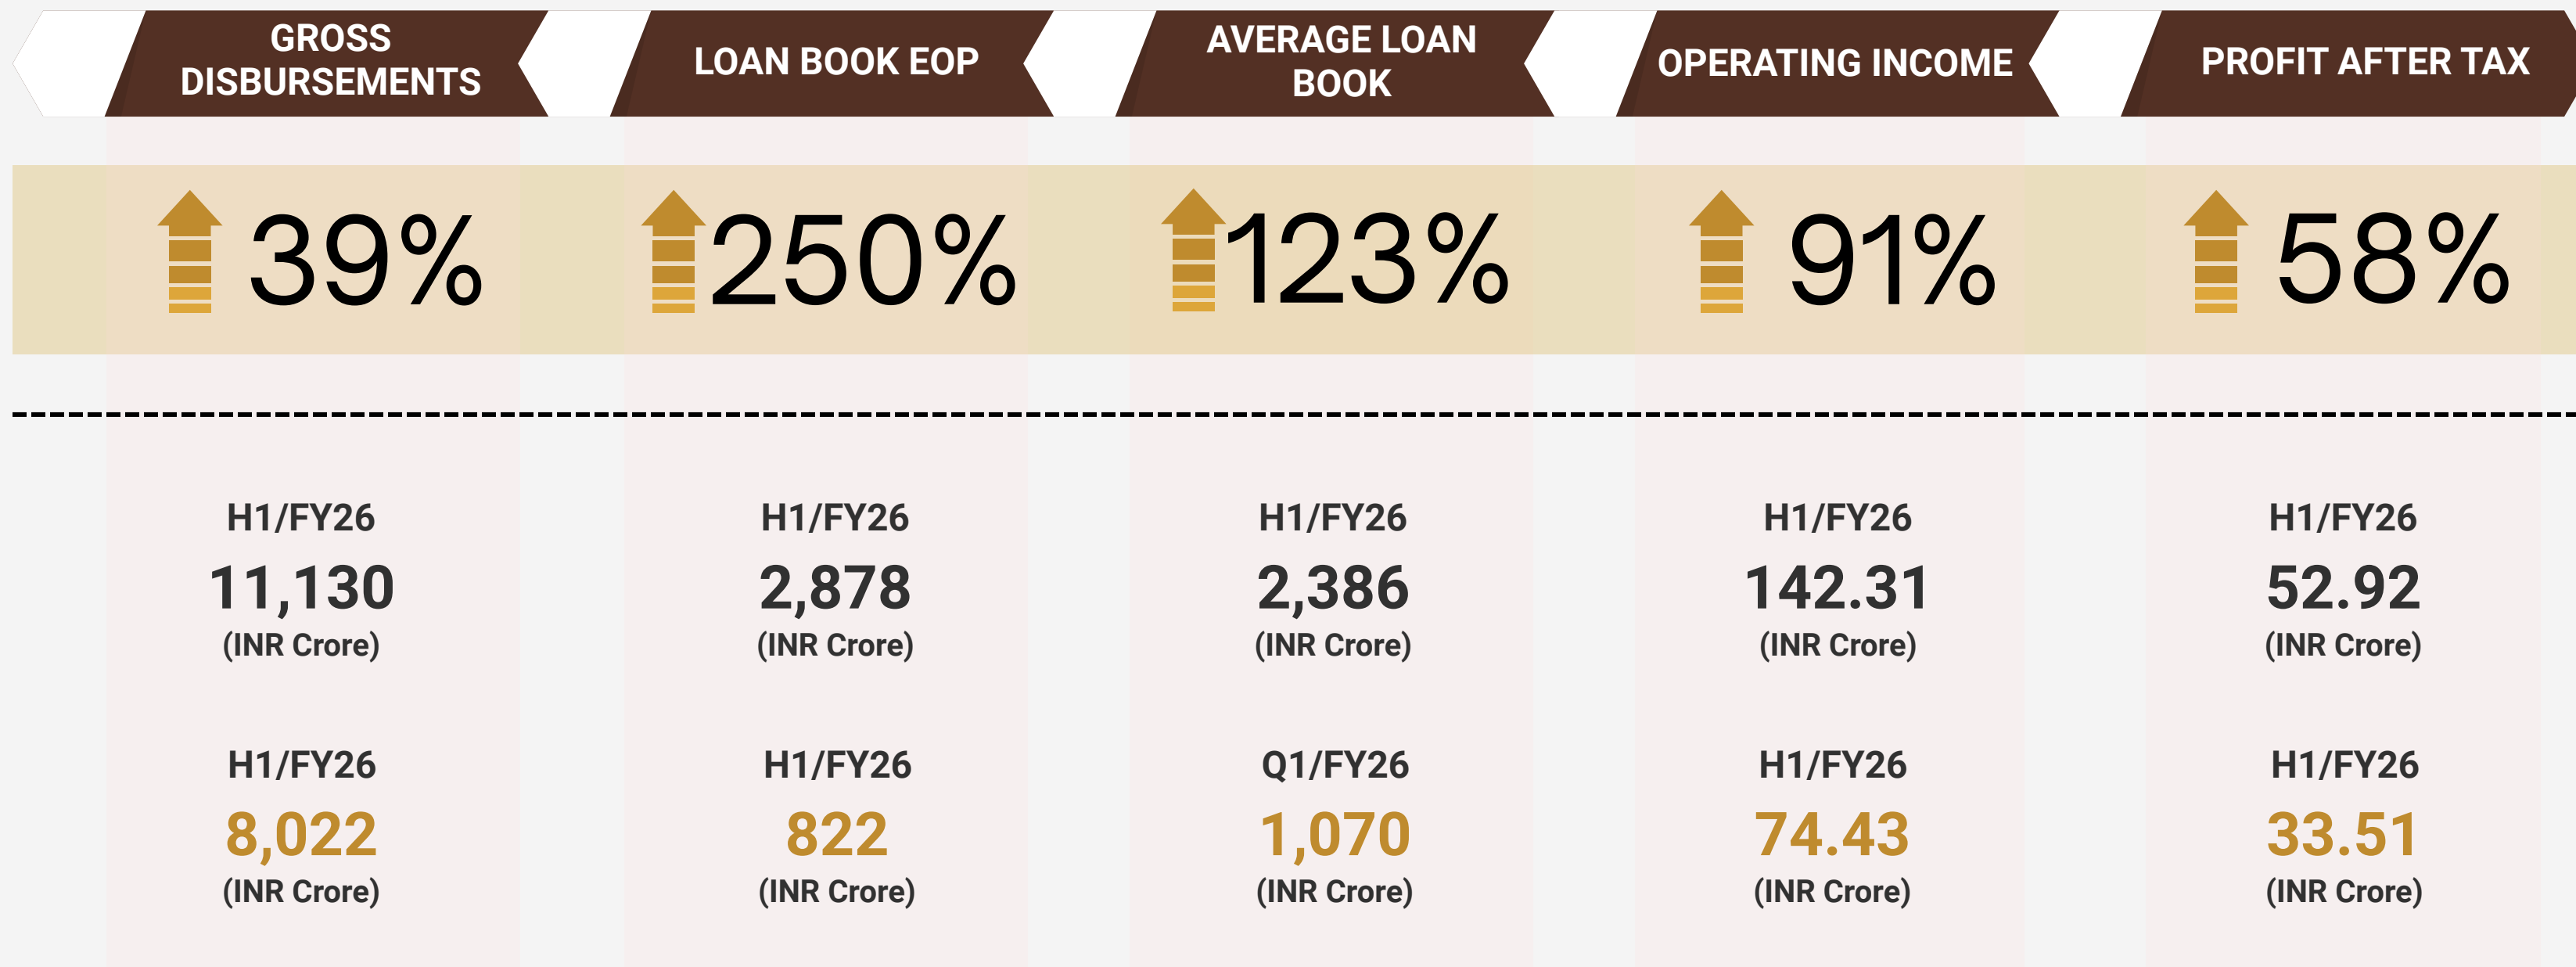 GROSS
DISBURSEMENTS
LOAN BOOK EOP
AVERAGE LOAN
BOOK
OPERATING INCOME
PROFIT AFTER TAX
39%
250%
123%
91%
58%
H1/FY26
11,130
(INR Crore)
H1/FY26
2,878
(INR Crore)
H1/FY26
2,386
(INR Crore)
H1/FY26
142.31
(INR Crore)
H1/FY26
52.92
(INR Crore)
H1/FY26
8,022
(INR Crore)
H1/FY26
822
(INR Crore)
Q1/FY26
1,070
(INR Crore)
H1/FY26
74.43
(INR Crore)
H1/FY26
33.51
(INR Crore)